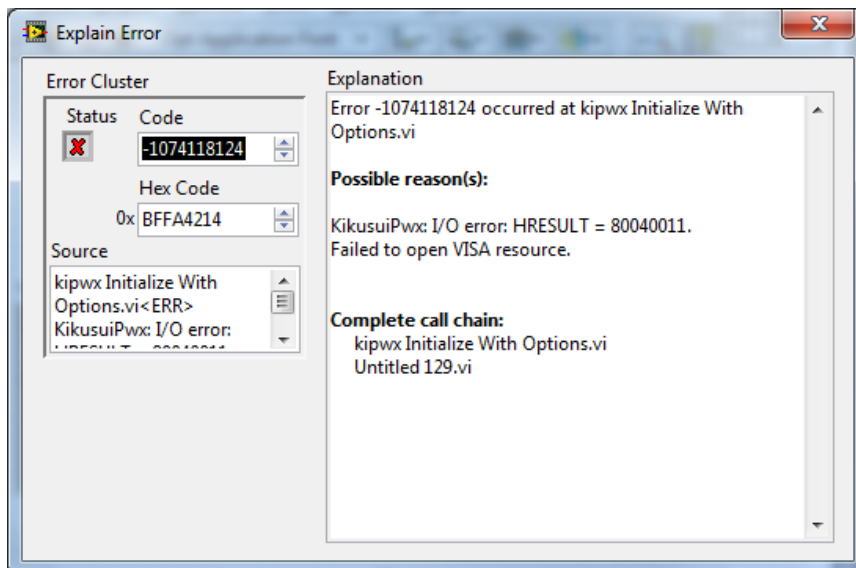 Explain Error
Error Cluster
Status
Code
-1074118124
Hex Code
0x
BFFA4214
Source
kipwx Initialize With
Options.vi<ERR>
KikusuiPwx: I/O error:
Explanation
Error -1074118124 occurred at kipwx Initialize With
Options.vi
Possible reason(s):
KikusuiPwx: I/O error: HRESULT = 80040011.
Failed to open VISA resource.
Complete call chain:
kipwx Initialize With Options.vi
Untitled 129.vi